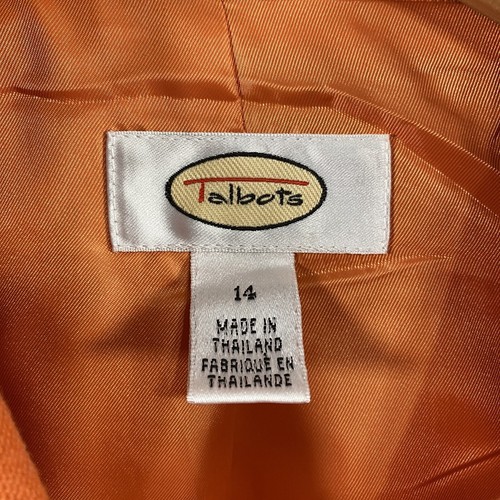 Talbots
14
MADE IN
THAILAND
FABRIQUÉ EN
THAILANDE